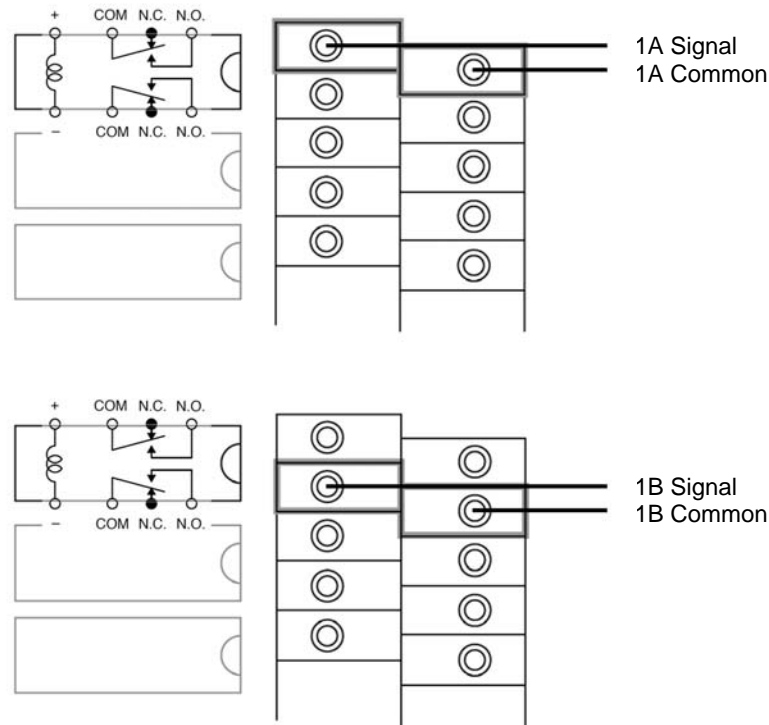 + COM N.C. N.O.
− COM N.C. N.O.
1A Signal
1A Common
+ COM N.C. N.O.
− COM N.C. N.O.
1B Signal
1B Common